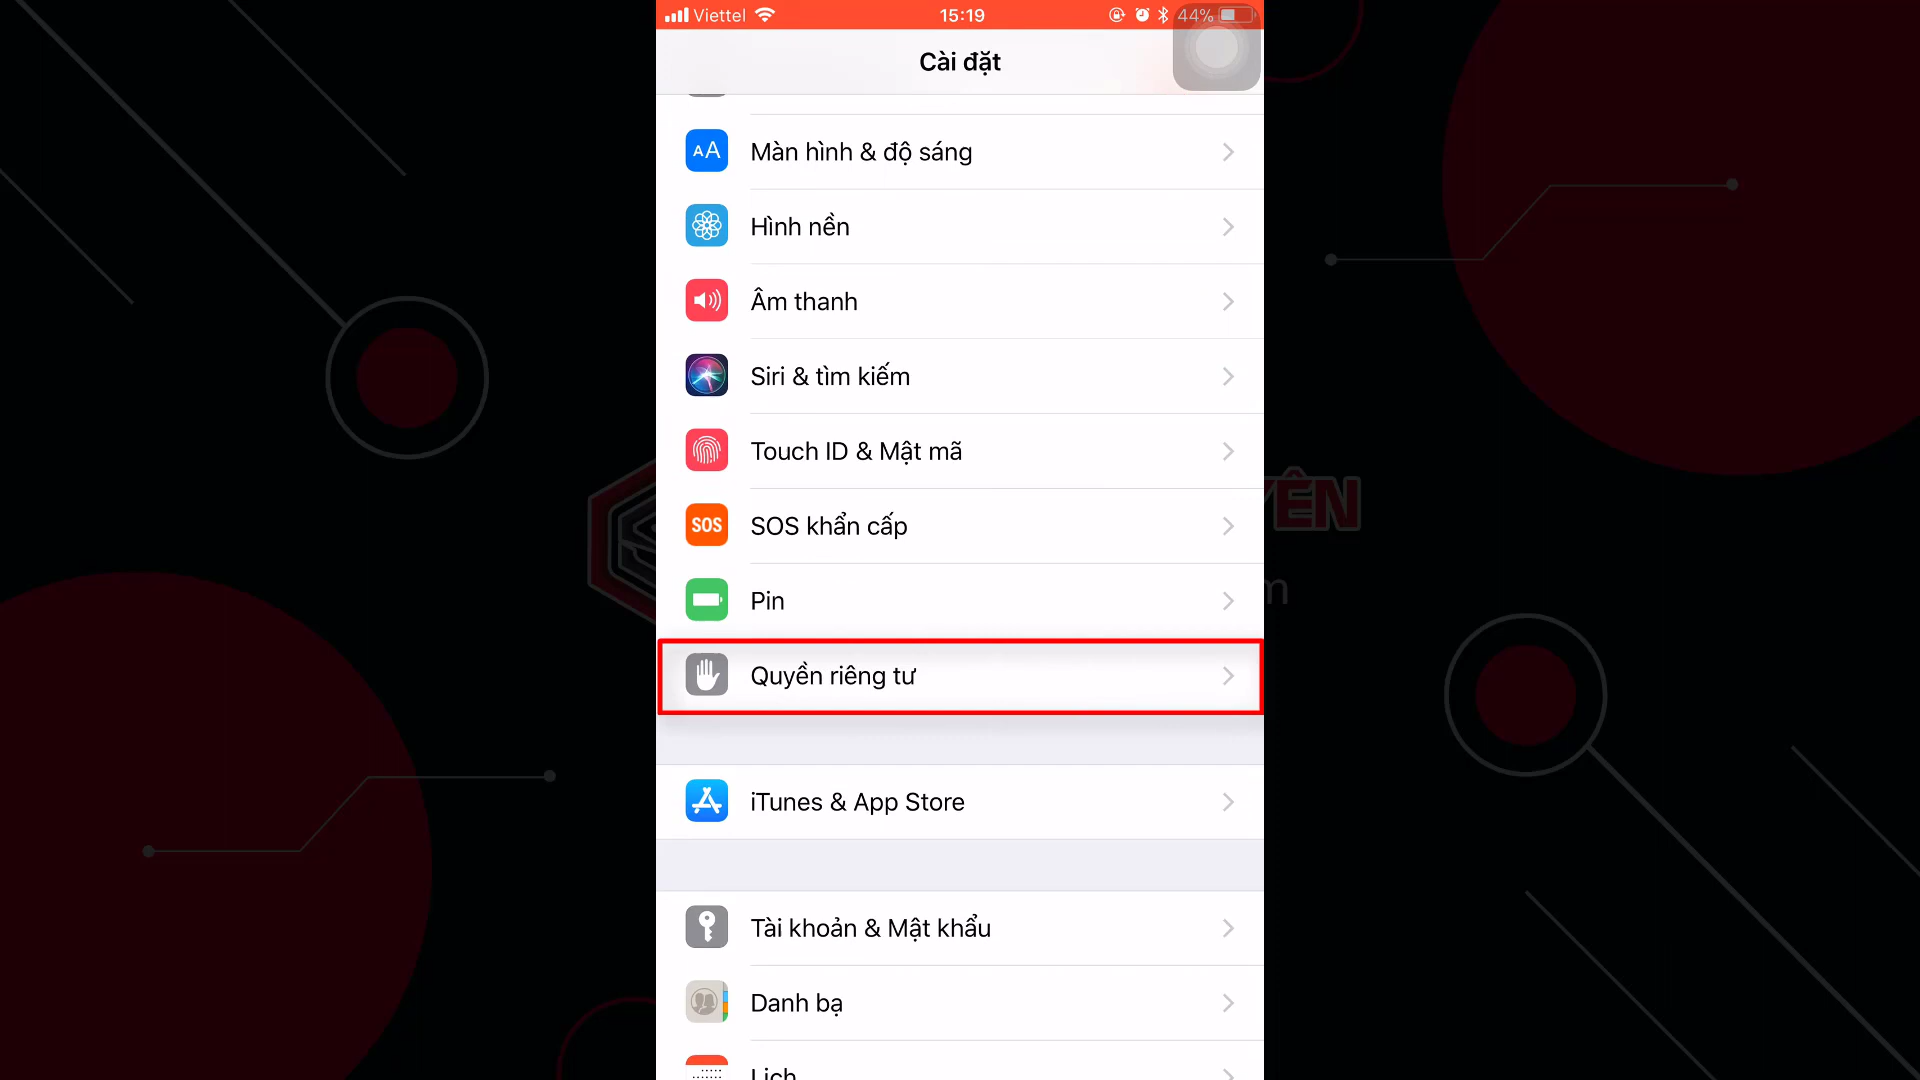 Viettel 15:19 44%
Cài đặt
AA Màn hình & độ sáng
Hình nền
Âm thanh
Siri & tìm kiếm
Touch ID & Mật mã
SOS SOS khẩn cấp
YÊN
Pin
m
Quyền riêng tư
iTunes & App Store
Tài khoản & Mật khẩu
Danh bạ
Lịch